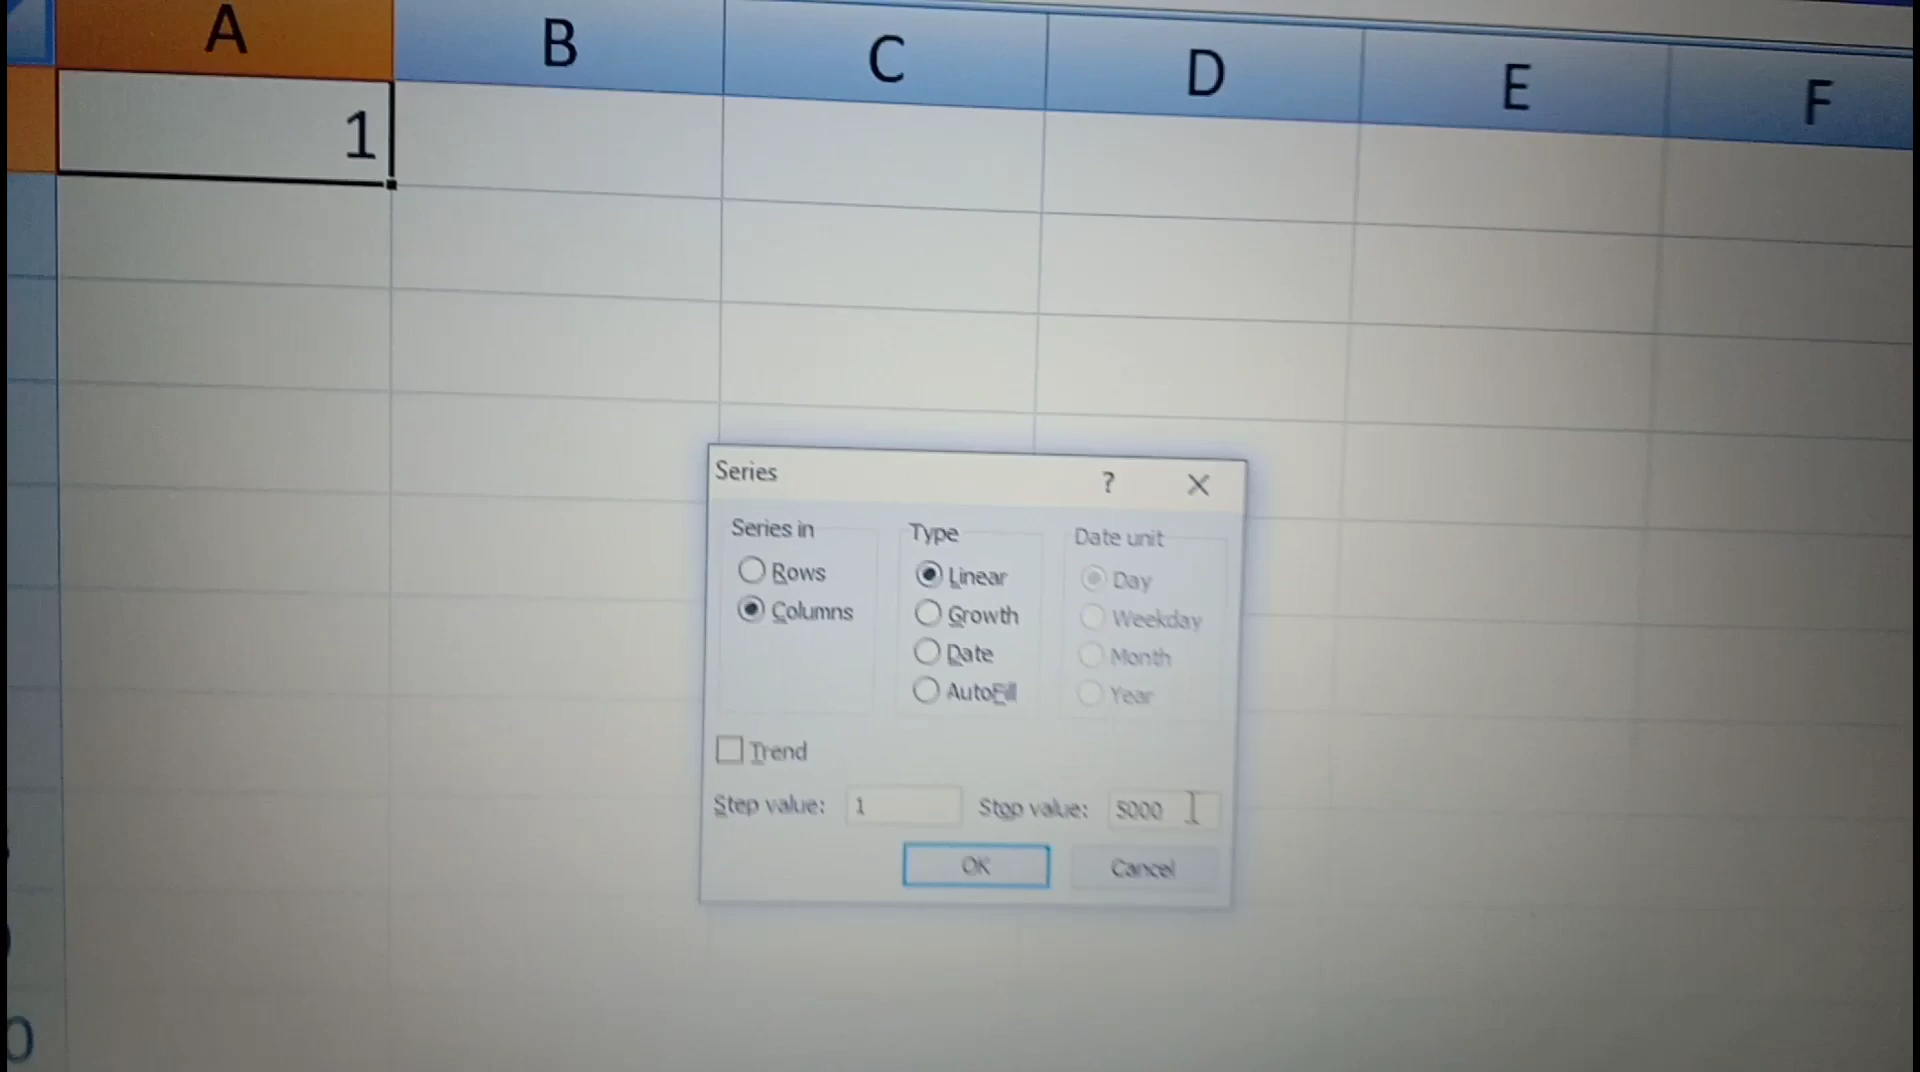 A B C D E F
1
Series ? X
Series in Type Date unit
Rows Linear Day
Columns Growth Weekday
Date Month
AutoFill Year
Trend
Step value: 1 Stop value: 5000
OK Cancel
0